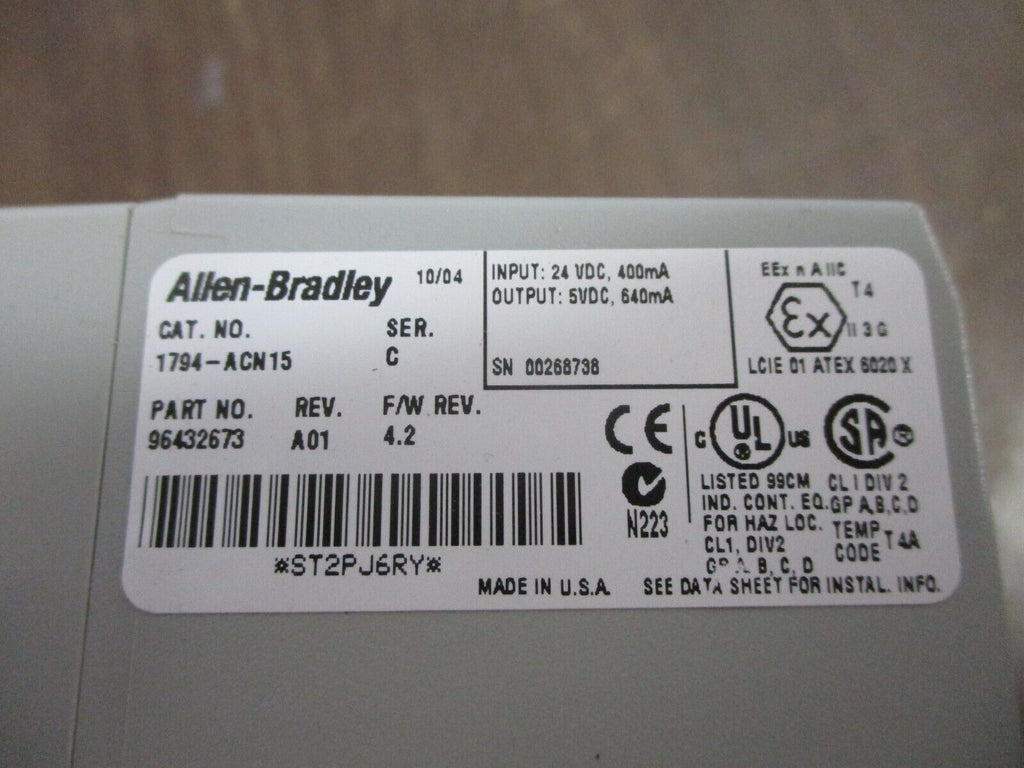 Allen-Bradley 10/04
CAT. NO. SER.
1794-ACN15 C
PART NO. REV. F/W REV.
96432673 A01 4.2
*ST2PJ6RY*
INPUT: 24 VDC, 400mA
OUTPUT: 5VDC, 640mA
SN 00268738
EEx n A IIC
T4
Ex II 3 G
LCIE 01 ATEX 6020 X
CE
N223
C UL US
LISTED 99CM
IND. CONT. EQ.
FOR HAZ LOC.
CL1, DIV2
GP A, B, C, D
SA
CL I DIV 2
GP A,B,C,D
TEMP
CODE T4A
MADE IN U.S.A. SEE DATA SHEET FOR INSTAL. INFO.